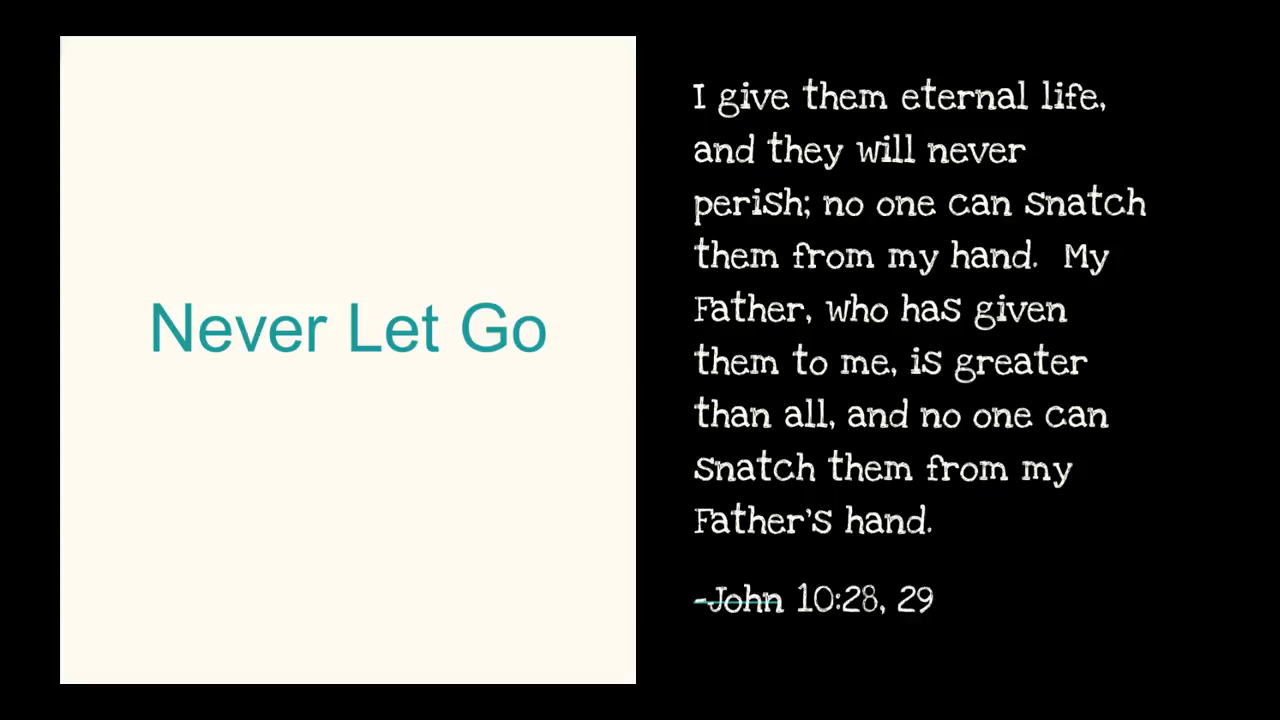 Never Let Go
I give them eternal life,
and they will never
perish; no one can snatch
them from my hand.  My
Father, who has given
them to me, is greater
than all, and no one can
snatch them from my
Father's hand.
-John 10:28, 29